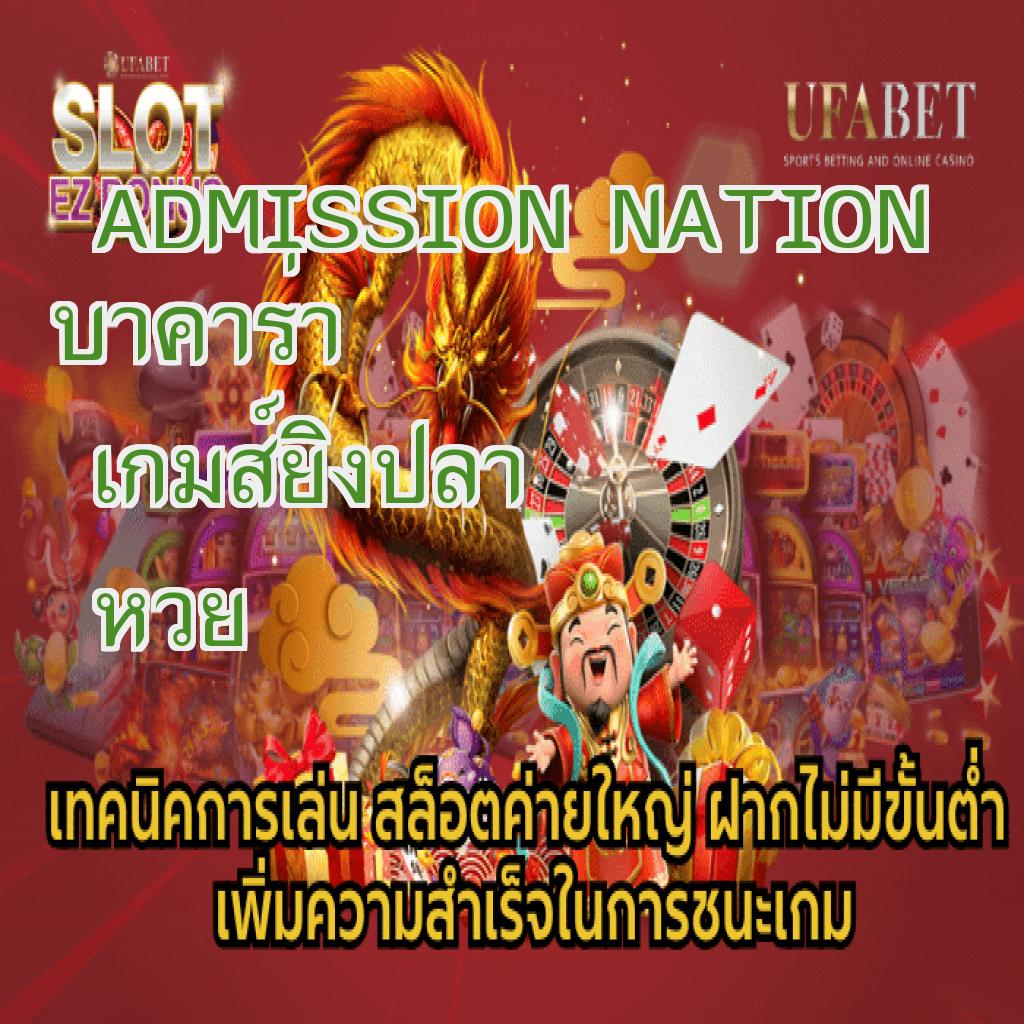 UFABET
SLOT
UFABET
SPORTS BETTING AND ONLINE CASINO
ADMISSION NATION
บาคารา
เกมส์ยิงปลา
หวย
เทคนิคการเล่น สล็อตค่ายใหญ่ ฝากไม่มีขั้นต่ำ
เพิ่มความสำเร็จในการชนะเกม